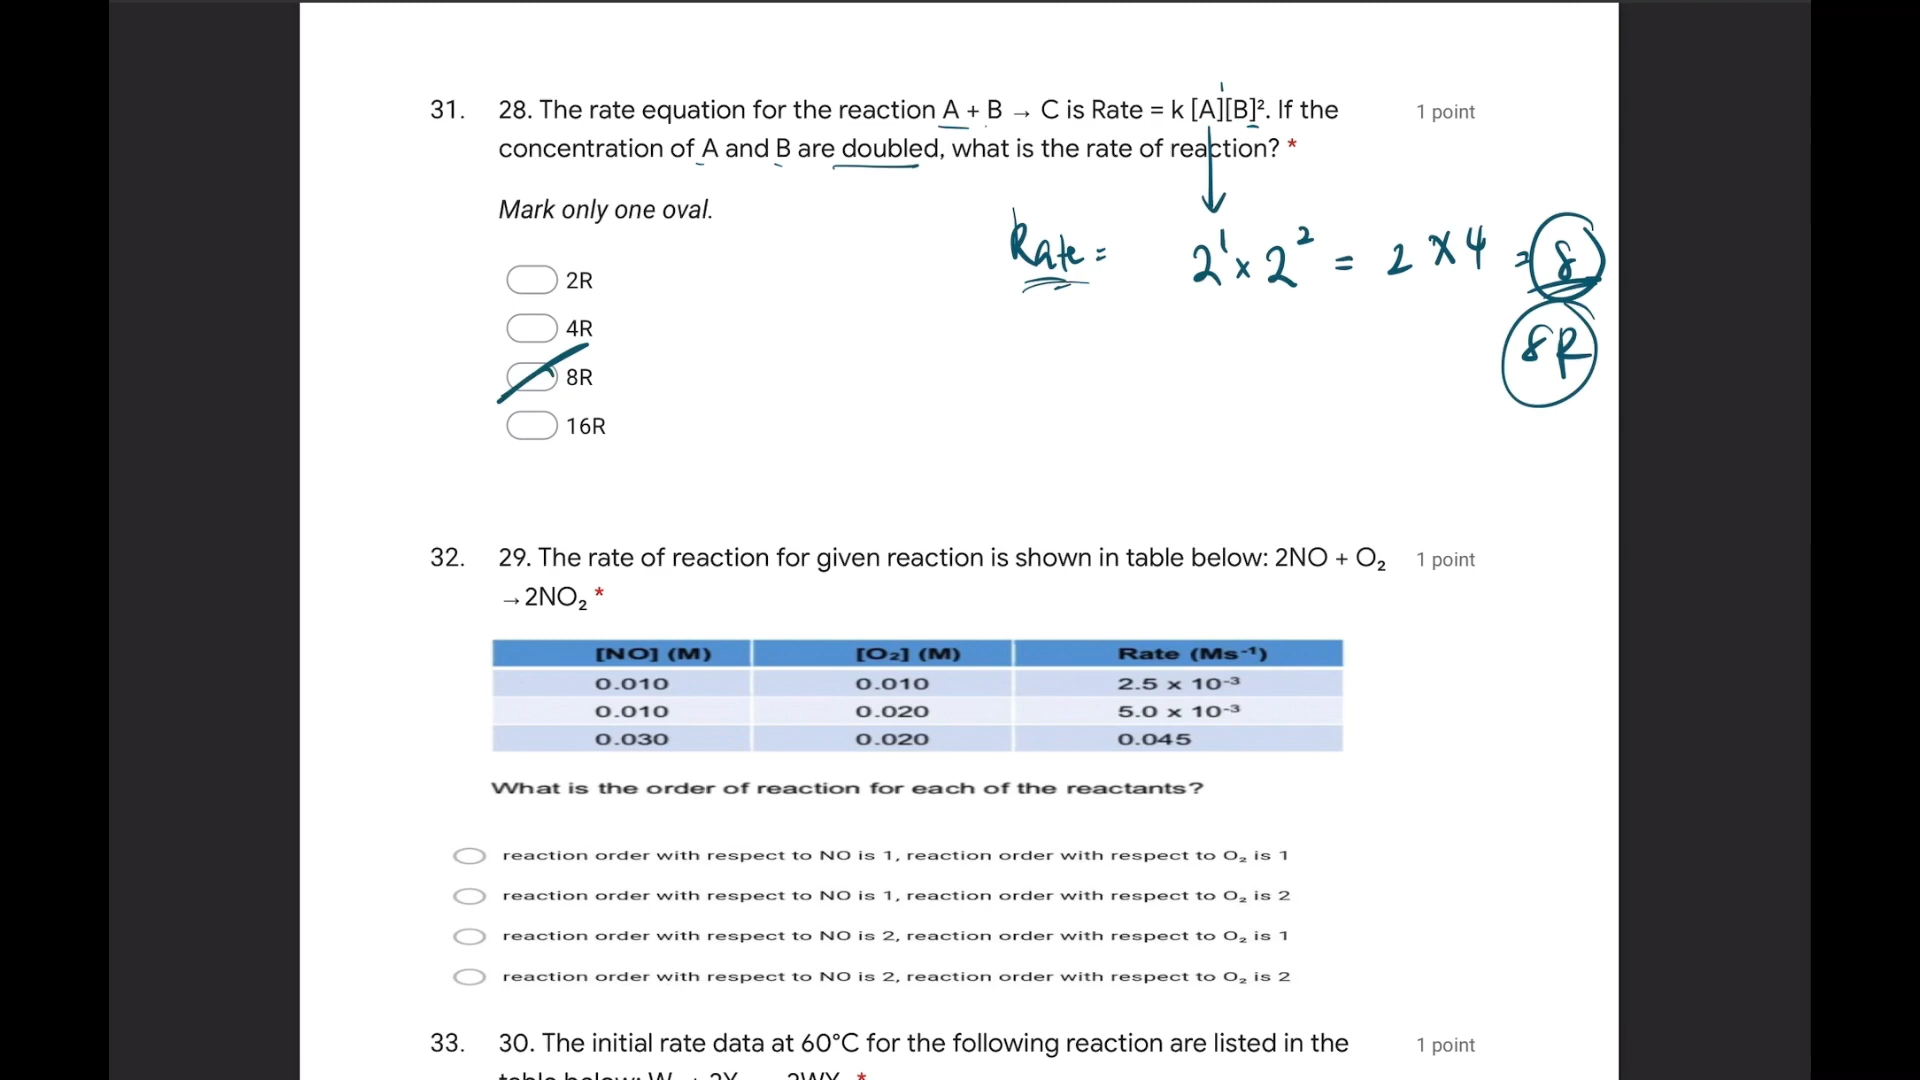 31. 28. The rate equation for the reaction A + B → C is Rate = k [A][B]². If the 1 point
concentration of A and B are doubled, what is the rate of reaction? *
Mark only one oval.
Rate = 2¹ x 2² = 2 x 4 = 8
2R
4R
8R
8R
16R
32. 29. The rate of reaction for given reaction is shown in table below: 2NO + O₂ 1 point
→2NO₂ *
[NO] (M) [O₂] (M) Rate (Ms⁻¹)
0.010 0.010 2.5 x 10⁻³
0.010 0.020 5.0 x 10⁻³
0.030 0.020 0.045
What is the order of reaction for each of the reactants?
reaction order with respect to NO is 1, reaction order with respect to O₂ is 1
reaction order with respect to NO is 1, reaction order with respect to O₂ is 2
reaction order with respect to NO is 2, reaction order with respect to O₂ is 1
reaction order with respect to NO is 2, reaction order with respect to O₂ is 2
33. 30. The initial rate data at 60°C for the following reaction are listed in the 1 point